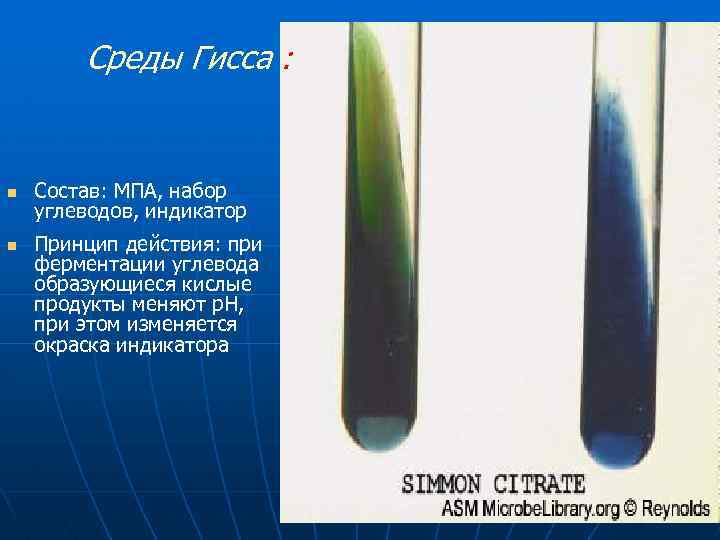 Среды Гисса :
Состав: МПА, набор
углеводов, индикатор
Принцип действия: при
ферментации углевода
образующиеся кислые
продукты меняют рН,
при этом изменяется
окраска индикатора
SIMMON CITRATE
ASM MicrobeLibrary.org © Reynolds